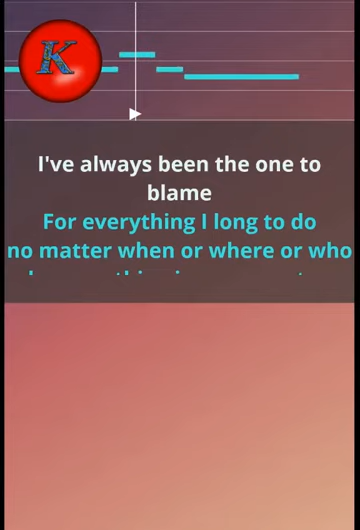 K
I've always been the one to
blame
For everything I long to do
no matter when or where or who